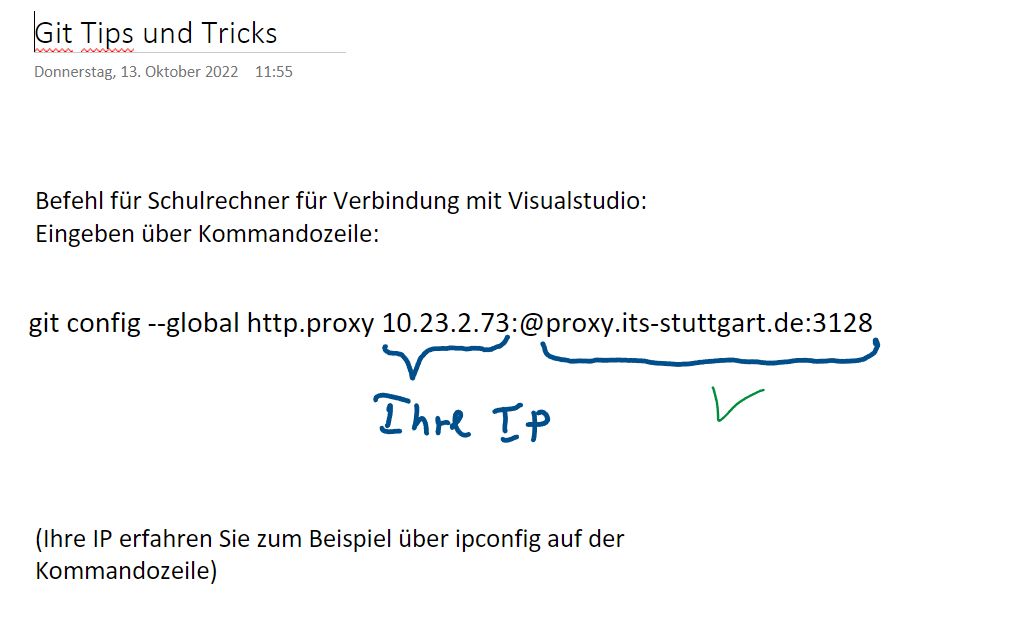 Git Tips und Tricks
Donnerstag, 13. Oktober 2022 11:55
Befehl für Schulrechner für Verbindung mit Visualstudio:
Eingeben über Kommandozeile:
git config --global http.proxy 10.23.2.73:@proxy.its-stuttgart.de:3128
Ihre Ip
(Ihre IP erfahren Sie zum Beispiel über ipconfig auf der
Kommandozeile)